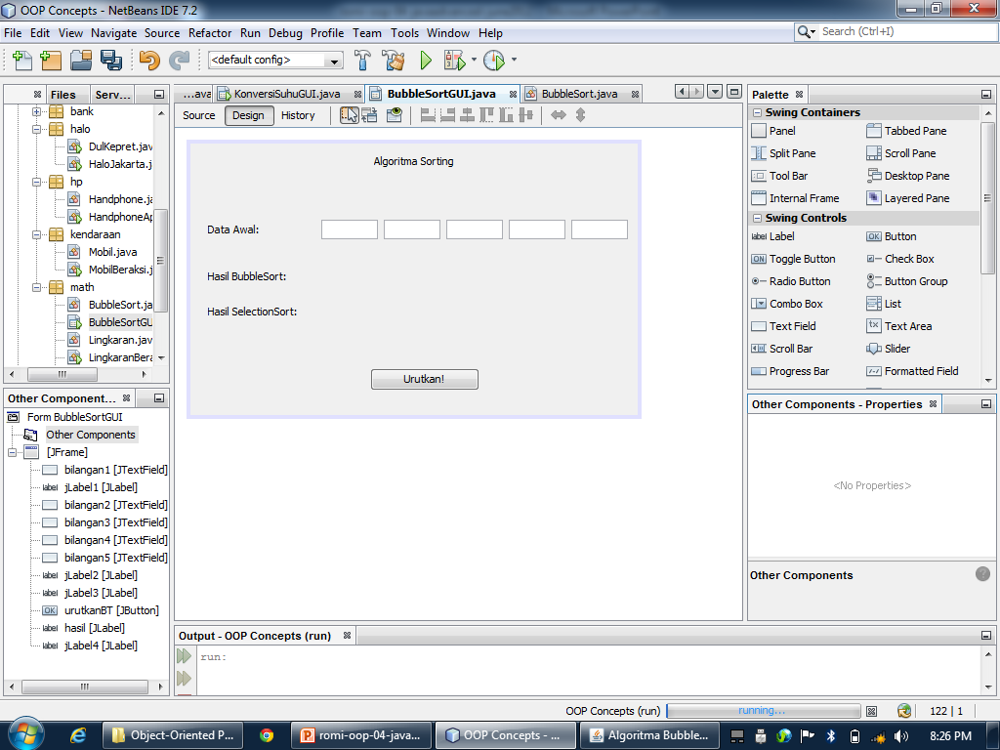 OOP Concepts - NetBeans IDE 7.2
File Edit View Navigate Source Refactor Run Debug Profile Team Tools Window Help
Search (Ctrl+I)
<default config>
Files Serv...
bank
halo
DulKepret.jav
HaloJakarta.j
hp
Handphone.ja
HandphoneAp
kendaraan
Mobil.java
MobilBeraksi.j
math
BubbleSort.ja
BubbleSortGU
Lingkaran.jav
LingkaranBera
Other Component...
Form BubbleSortGUI
Other Components
[JFrame]
bilangan1 [JTextField]
label jLabel1 [JLabel]
bilangan2 [JTextField]
bilangan3 [JTextField]
bilangan4 [JTextField]
bilangan5 [JTextField]
label jLabel2 [JLabel]
label jLabel3 [JLabel]
OK urutkanBT [JButton]
label hasil [JLabel]
label jLabel4 [JLabel]
...ava KonversiSuhuGUI.java BubbleSortGUI.java BubbleSort.java
Source Design History
Algoritma Sorting
Data Awal:
Hasil BubbleSort:
Hasil SelectionSort:
Urutkan!
Palette
Swing Containers
Panel Tabbed Pane
Split Pane Scroll Pane
Tool Bar Desktop Pane
Internal Frame Layered Pane
Swing Controls
label Label OK Button
ON Toggle Button Check Box
Radio Button Button Group
Combo Box List
Text Field Text Area
Scroll Bar Slider
Progress Bar Formatted Field
Other Components - Properties
<No Properties>
Other Components
Output - OOP Concepts (run)
run:
OOP Concepts (run) running... 122 | 1
Object-Oriented P... romi-oop-04-java... OOP Concepts - ... Algoritma Bubble... 8:26 PM